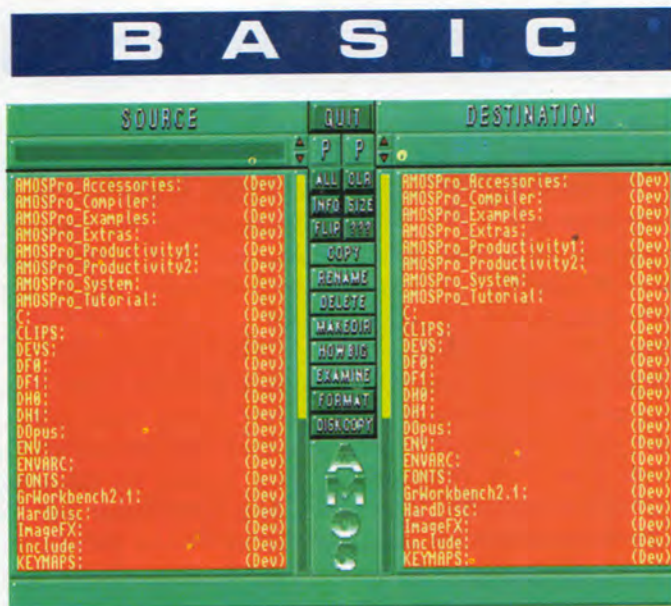 BASIC
SOURCE
AMOSPro_Accessories: (Dev)
AMOSPro_Compiler: (Dev)
AMOSPro_Examples: (Dev)
AMOSPro_Extras: (Dev)
AMOSPro_Productivity1: (Dev)
AMOSPro_Productivity2: (Dev)
AMOSPro_System: (Dev)
AMOSPro_Tutorial: (Dev)
C: (Dev)
CLIPS: (Dev)
DEVS: (Dev)
DF0: (Dev)
DF1: (Dev)
DH0: (Dev)
DH1: (Dev)
DOpus: (Dev)
ENV: (Dev)
ENVARC: (Dev)
FONTS: (Dev)
GrWorkbench2.1: (Dev)
HardDisc: (Dev)
ImageFX: (Dev)
include: (Dev)
KEYMAPS: (Dev)
QUIT
P P
ALL CLR
INFO SIZE
FLIP ???
COPY
RENAME
DELETE
MAKEDIR
HOW BIG
EXAMINE
FORMAT
DISKCOPY
AMOS
DESTINATION
AMOSPro_Accessories: (Dev)
AMOSPro_Compiler: (Dev)
AMOSPro_Examples: (Dev)
AMOSPro_Extras: (Dev)
AMOSPro_Productivity1: (Dev)
AMOSPro_Productivity2: (Dev)
AMOSPro_System: (Dev)
AMOSPro_Tutorial: (Dev)
C: (Dev)
CLIPS: (Dev)
DEVS: (Dev)
DF0: (Dev)
DF1: (Dev)
DH0: (Dev)
DH1: (Dev)
DOpus: (Dev)
ENV: (Dev)
ENVARC: (Dev)
FONTS: (Dev)
GrWorkbench2.1: (Dev)
HardDisc: (Dev)
ImageFX: (Dev)
include: (Dev)
KEYMAPS: (Dev)